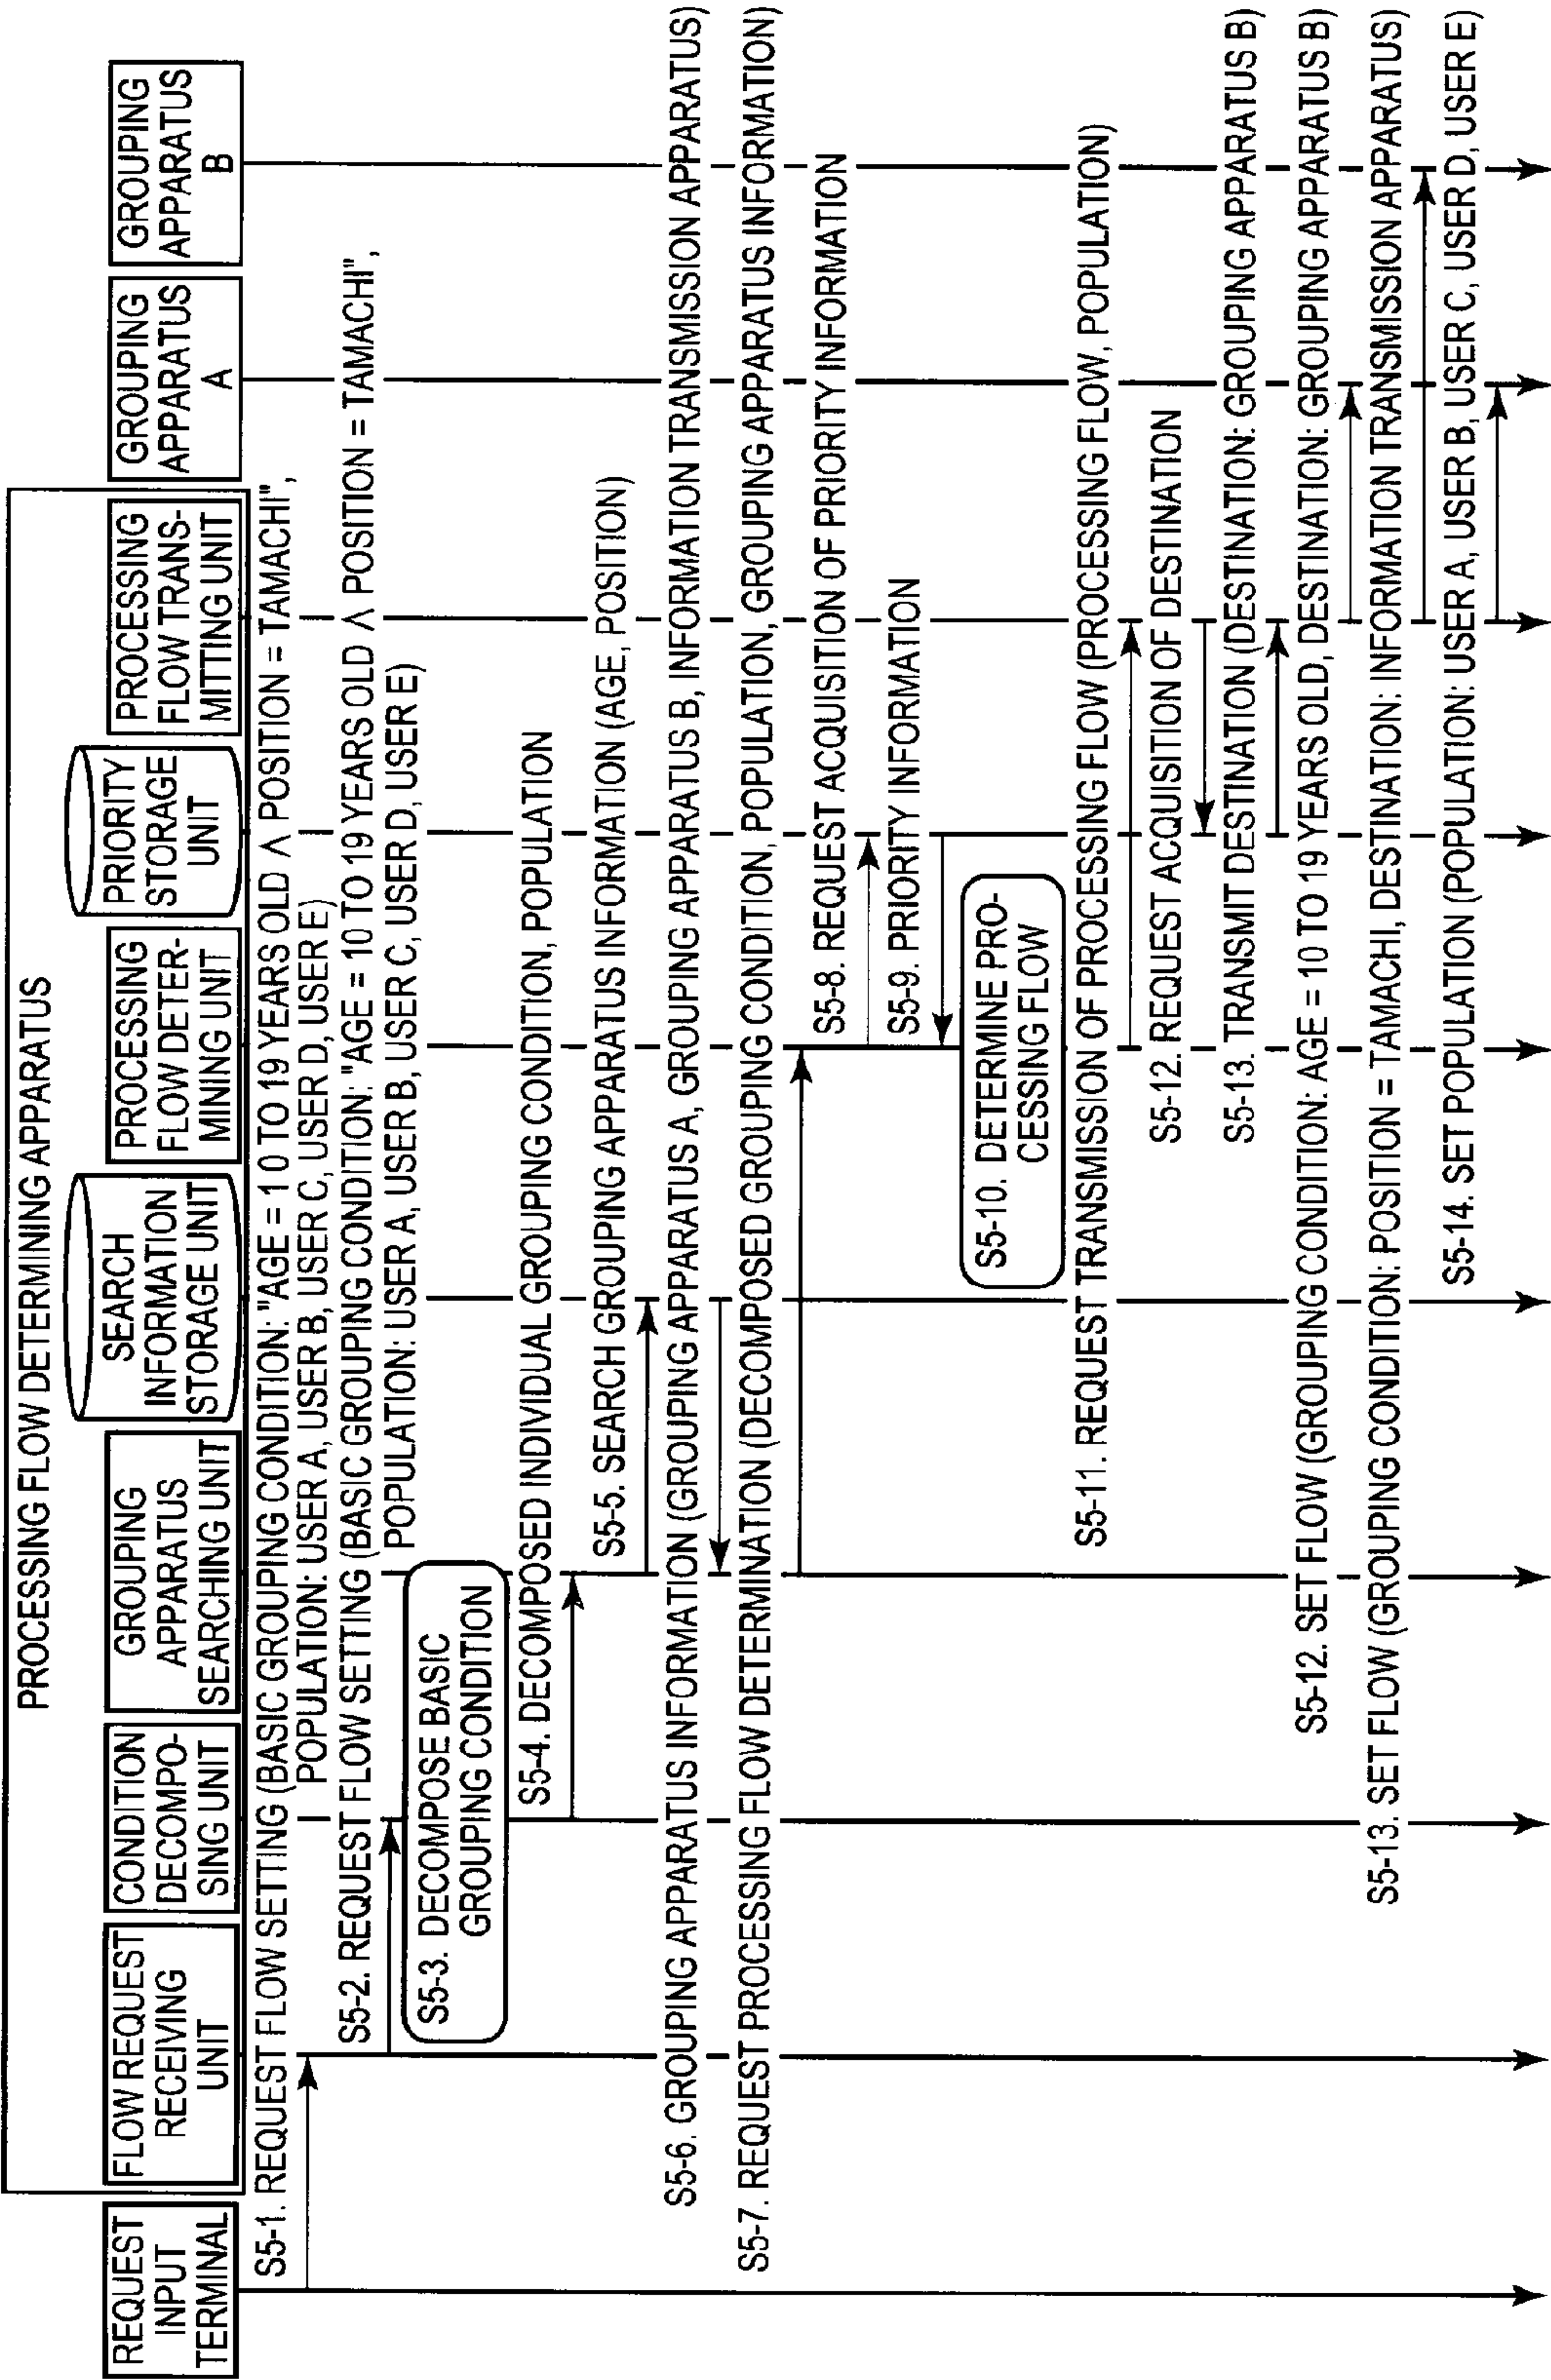 PROCESSING FLOW DETERMINING APPARATUS
REQUEST
INPUT
TERMINAL
FLOW REQUEST
RECEIVING
UNIT
CONDITION
DECOMPO-
SING UNIT
GROUPING
APPARATUS
SEARCHING UNIT
SEARCH
INFORMATION
STORAGE UNIT
PROCESSING
FLOW DETER-
MINING UNIT
PRIORITY
STORAGE
UNIT
PROCESSING
FLOW TRANS-
MITTING UNIT
GROUPING
APPARATUS
A
GROUPING
APPARATUS
B
S5-1. REQUEST FLOW SETTING (BASIC GROUPING CONDITION: "AGE = 1 0 TO 19 YEARS OLD ∧ POSITION = TAMACHI",
POPULATION: USER A, USER B, USER C, USER D, USER E)
S5-2. REQUEST FLOW SETTING (BASIC GROUPING CONDITION: "AGE = 10 TO 19 YEARS OLD ∧ POSITION = TAMACHI",
POPULATION: USER A, USER B, USER C, USER D, USER E)
S5-3. DECOMPOSE BASIC
GROUPING CONDITION
S5-4. DECOMPOSED INDIVIDUAL GROUPING CONDITION, POPULATION
S5-5. SEARCH GROUPING APPARATUS INFORMATION (AGE, POSITION)
S5-6. GROUPING APPARATUS INFORMATION (GROUPING APPARATUS A, GROUPING APPARATUS B, INFORMATION TRANSMISSION APPARATUS)
S5-7. REQUEST PROCESSING FLOW DETERMINATION (DECOMPOSED GROUPING CONDITION, POPULATION, GROUPING APPARATUS INFORMATION)
S5-8. REQUEST ACQUISITION OF PRIORITY INFORMATION
S5-9. PRIORITY INFORMATION
S5-10. DETERMINE PRO-
CESSING FLOW
S5-11. REQUEST TRANSMISSION OF PROCESSING FLOW (PROCESSING FLOW, POPULATION)
S5-12. REQUEST ACQUISITION OF DESTINATION
S5-13. TRANSMIT DESTINATION (DESTINATION: GROUPING APPARATUS B)
S5-12. SET FLOW (GROUPING CONDITION: AGE = 10 TO 19 YEARS OLD, DESTINATION: GROUPING APPARATUS B)
S5-13. SET FLOW (GROUPING CONDITION: POSITION = TAMACHI, DESTINATION: INFORMATION TRANSMISSION APPARATUS)
S5-14. SET POPULATION (POPULATION: USER A, USER B, USER C, USER D, USER E)